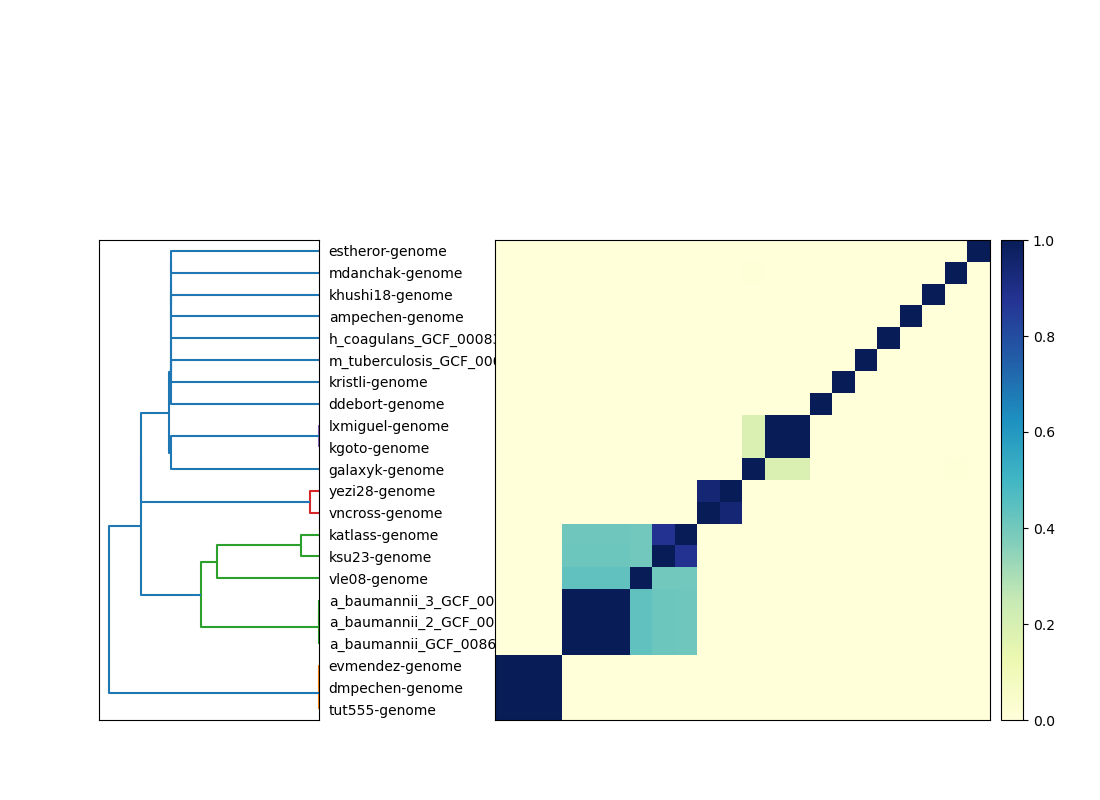 estheror-genome
mdanchak-genome
khushi18-genome
ampechen-genome
h_coagulans_GCF_0008
m_tuberculosis_GCF_00
kristli-genome
ddebort-genome
lxmiguel-genome
kgoto-genome
galaxyk-genome
yezi28-genome
vncross-genome
katlass-genome
ksu23-genome
vle08-genome
a_baumannii_3_GCF_00
a_baumannii_2_GCF_00
a_baumannii_GCF_0086
evmendez-genome
dmpechen-genome
tut555-genome
1.0
0.8
0.6
0.4
0.2
0.0